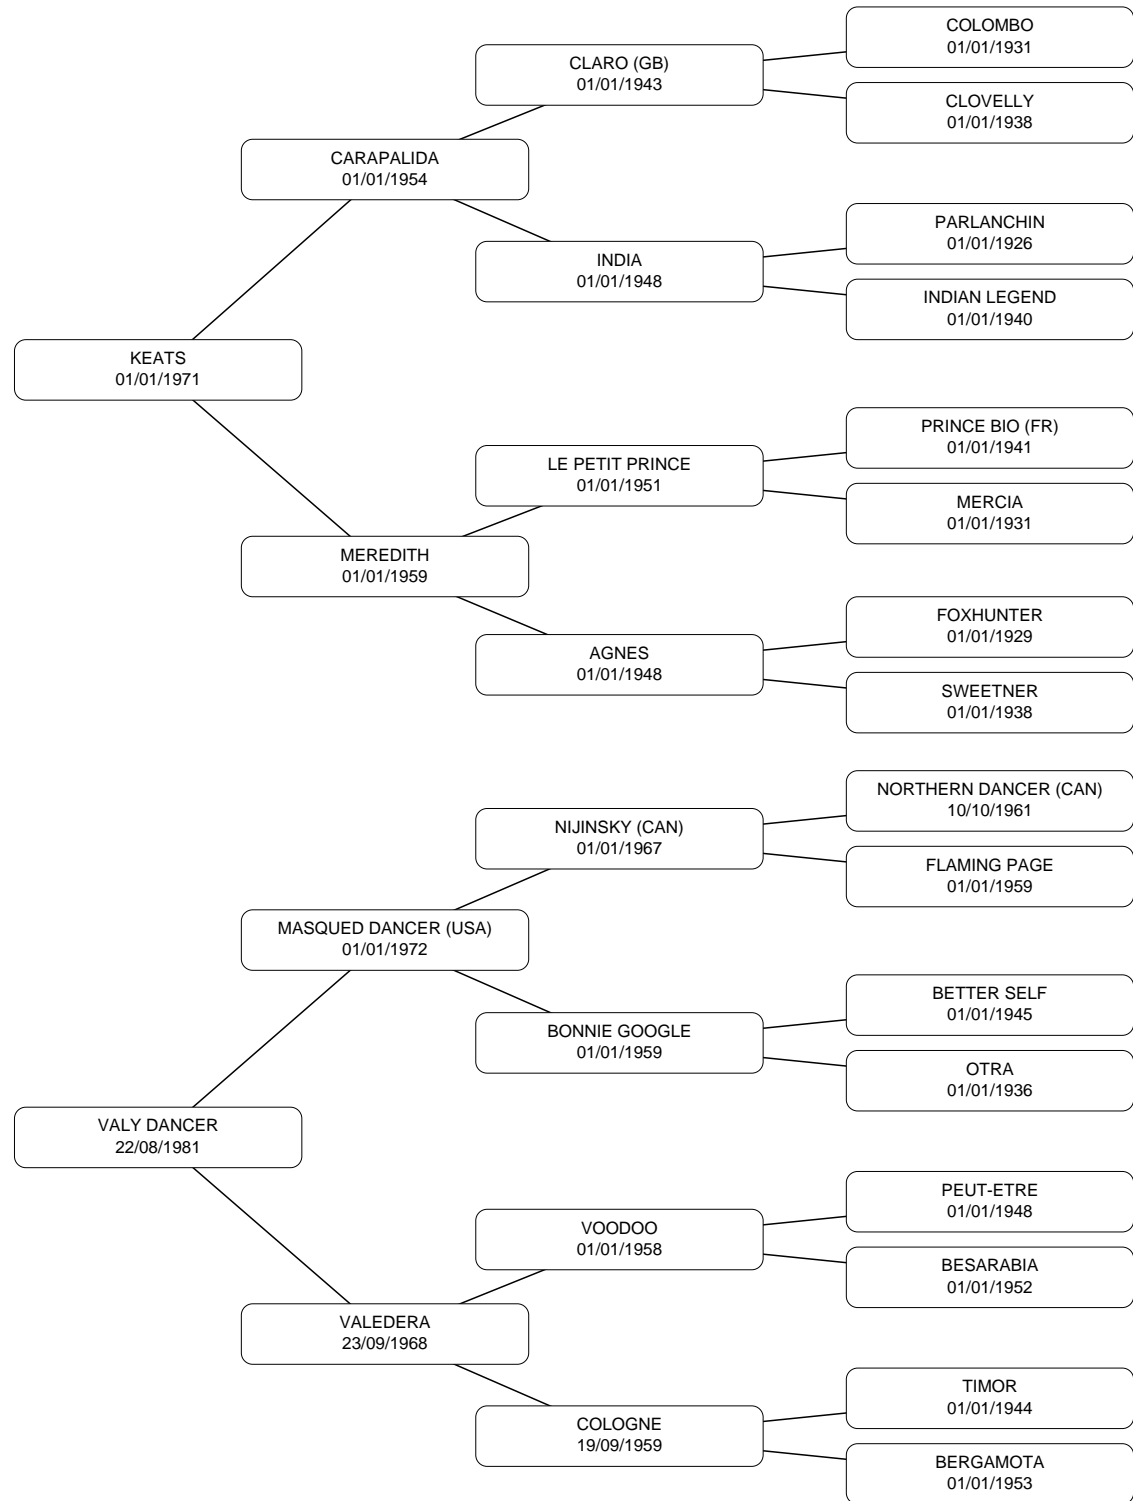 COLOMBO
01/01/1931
CLARO (GB)
01/01/1943
CLOVELLY
01/01/1938
CARAPALIDA
01/01/1954
PARLANCHIN
01/01/1926
INDIA
01/01/1948
INDIAN LEGEND
01/01/1940
KEATS
01/01/1971
PRINCE BIO (FR)
01/01/1941
LE PETIT PRINCE
01/01/1951
MERCIA
01/01/1931
MEREDITH
01/01/1959
FOXHUNTER
01/01/1929
AGNES
01/01/1948
SWEETNER
01/01/1938
NORTHERN DANCER (CAN)
10/10/1961
NIJINSKY (CAN)
01/01/1967
FLAMING PAGE
01/01/1959
MASQUED DANCER (USA)
01/01/1972
BETTER SELF
01/01/1945
BONNIE GOOGLE
01/01/1959
OTRA
01/01/1936
VALY DANCER
22/08/1981
PEUT-ETRE
01/01/1948
VOODOO
01/01/1958
BESARABIA
01/01/1952
VALEDERA
23/09/1968
TIMOR
01/01/1944
COLOGNE
19/09/1959
BERGAMOTA
01/01/1953